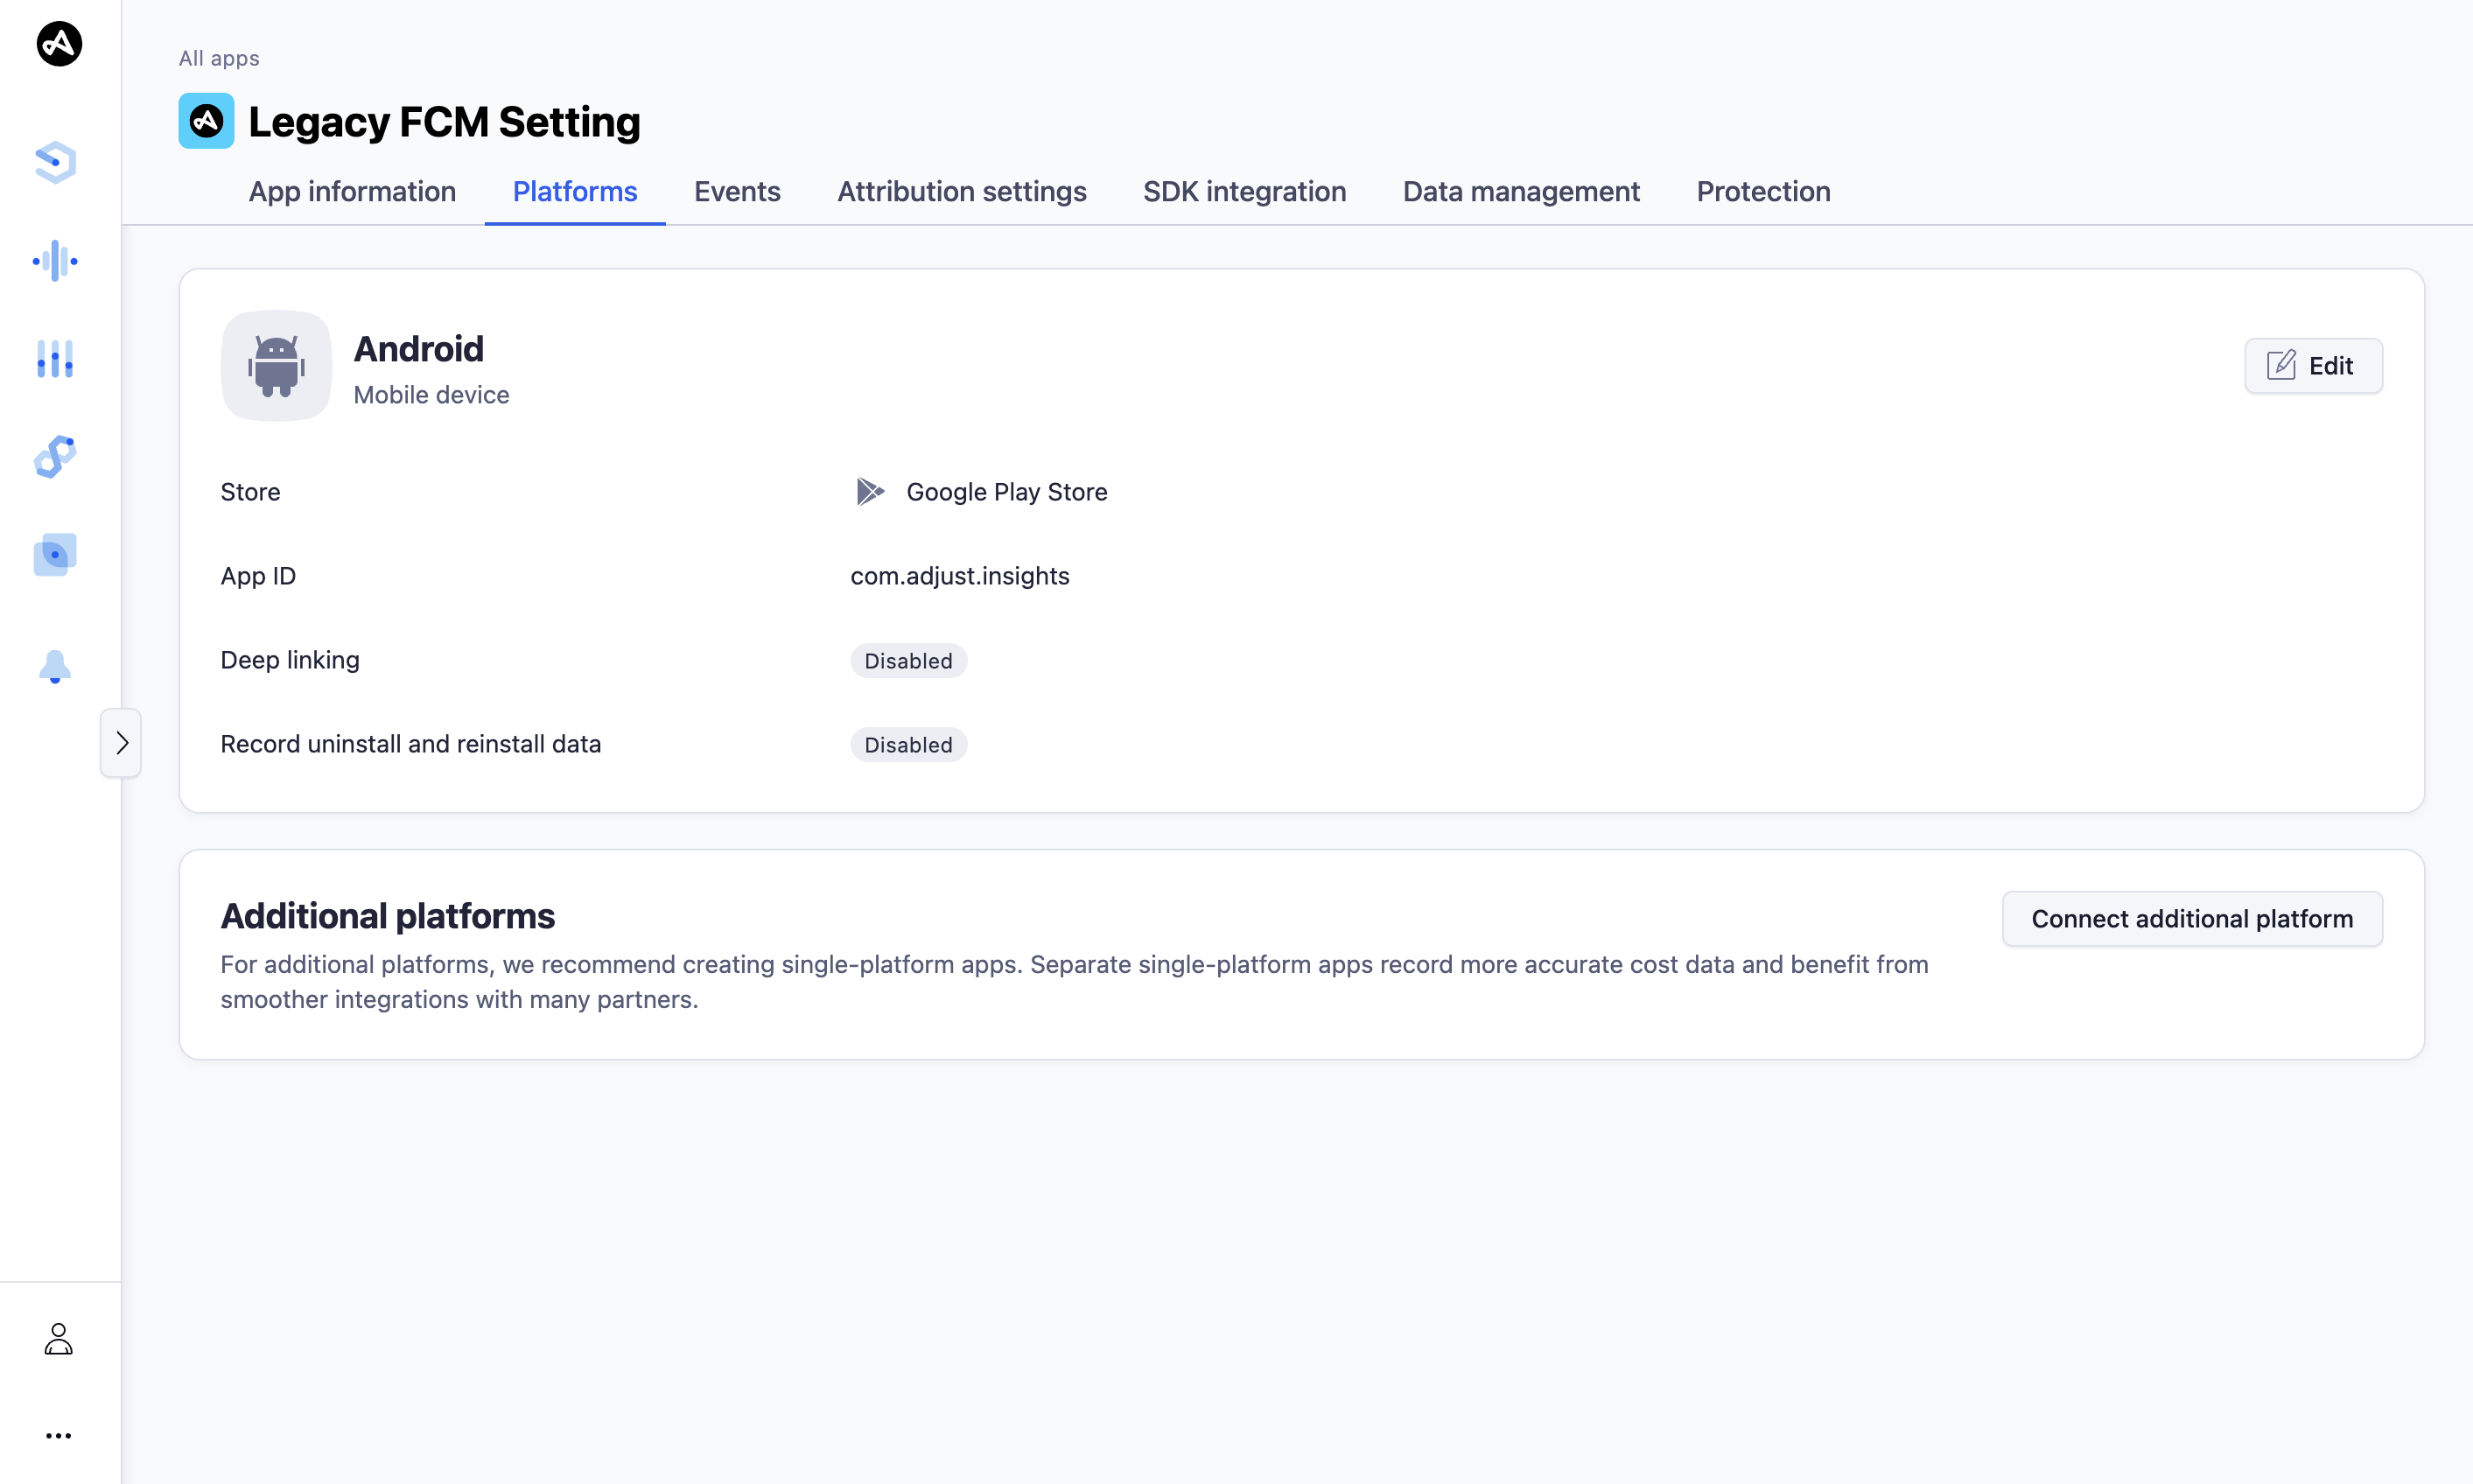 All apps
Legacy FCM Setting
App information Platforms Events Attribution settings SDK integration Data management Protection
Android
Mobile device
Edit
Store Google Play Store
App ID com.adjust.insights
Deep linking Disabled
Record uninstall and reinstall data Disabled
Additional platforms
Connect additional platform
For additional platforms, we recommend creating single-platform apps. Separate single-platform apps record more accurate cost data and benefit from
smoother integrations with many partners.